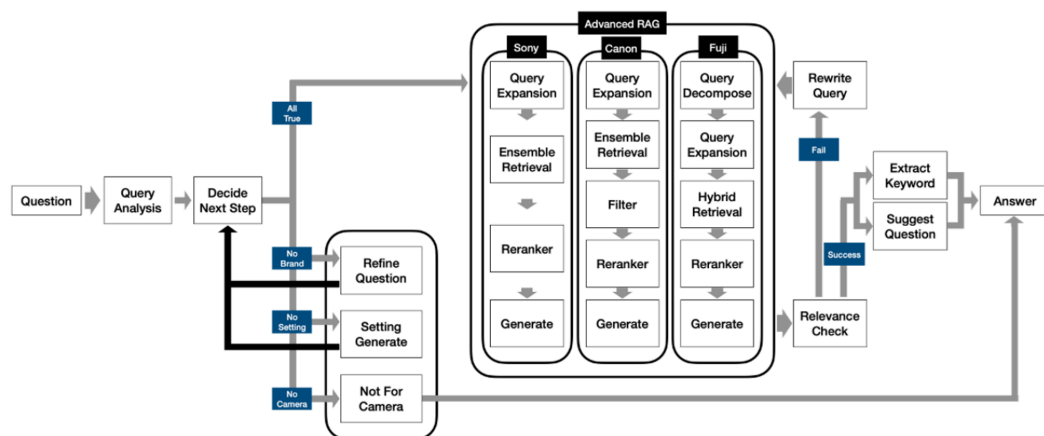 Advanced RAG
Sony
Canon
Fuji
Query
Expansion
Ensemble
Retrieval
Reranker
Generate
Query
Expansion
Ensemble
Retrieval
Filter
Reranker
Generate
Query
Decompose
Query
Expansion
Hybrid
Retrieval
Reranker
Generate
Rewrite
Query
All
True
Fail
Question
Query
Analysis
Decide
Next Step
Extract
Keyword
Suggest
Question
Answer
Success
No
Brand
Refine
Question
No
Setting
Setting
Generate
Relevance
Check
No
Camera
Not For
Camera